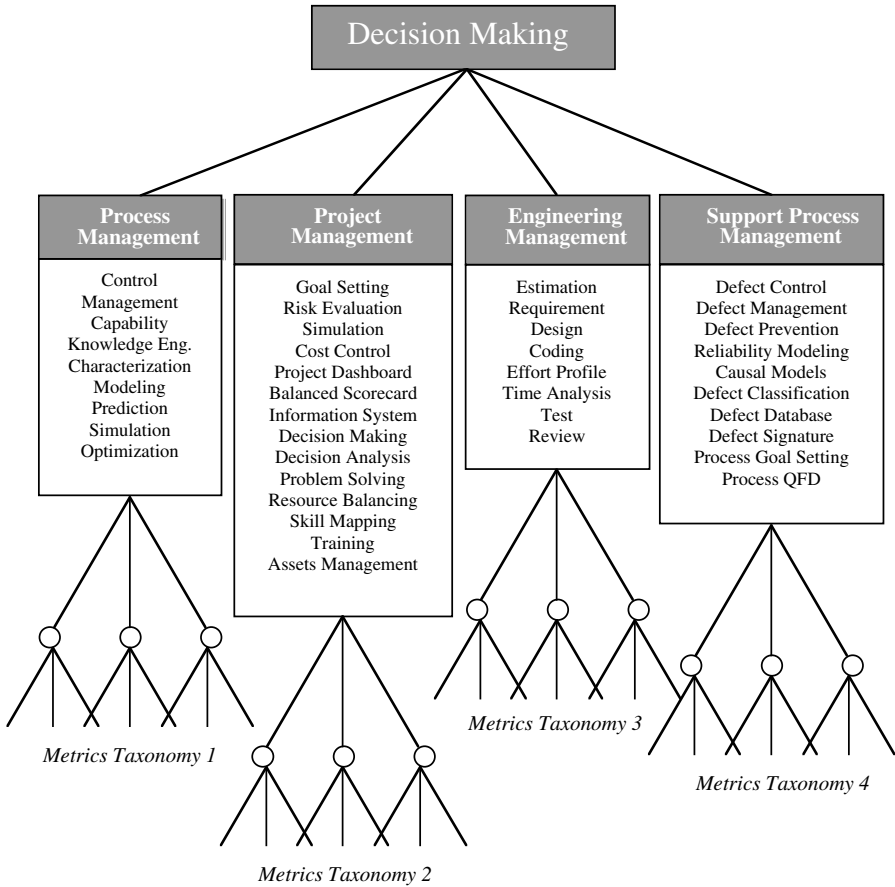 Decision Making
Process
Management
Control
Management
Capability
Knowledge Eng.
Characterization
Modeling
Prediction
Simulation
Optimization
Metrics Taxonomy 1
Project
Management
Goal Setting
Risk Evaluation
Simulation
Cost Control
Project Dashboard
Balanced Scorecard
Information System
Decision Making
Decision Analysis
Problem Solving
Resource Balancing
Skill Mapping
Training
Assets Management
Metrics Taxonomy 2
Engineering
Management
Estimation
Requirement
Design
Coding
Effort Profile
Time Analysis
Test
Review
Metrics Taxonomy 3
Support Process
Management
Defect Control
Defect Management
Defect Prevention
Reliability Modeling
Causal Models
Defect Classification
Defect Database
Defect Signature
Process Goal Setting
Process QFD
Metrics Taxonomy 4